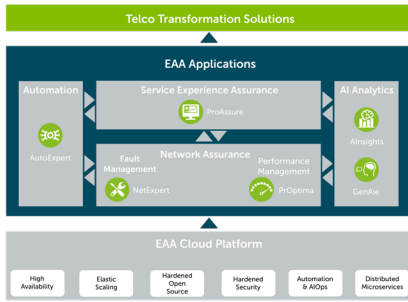 Telco Transformation Solutions
EAA Applications
Automation
AutoExpert
Service Experience Assurance
ProAssure
AI Analytics
AInsights
GenAie
Network Assurance
Fault
Management
NetExpert
Performance
Management
PrOptima
EAA Cloud Platform
High
Availability
Elastic
Scaling
Hardened
Open
Source
Hardened
Security
Automation
& AIOps
Distributed
Microservices